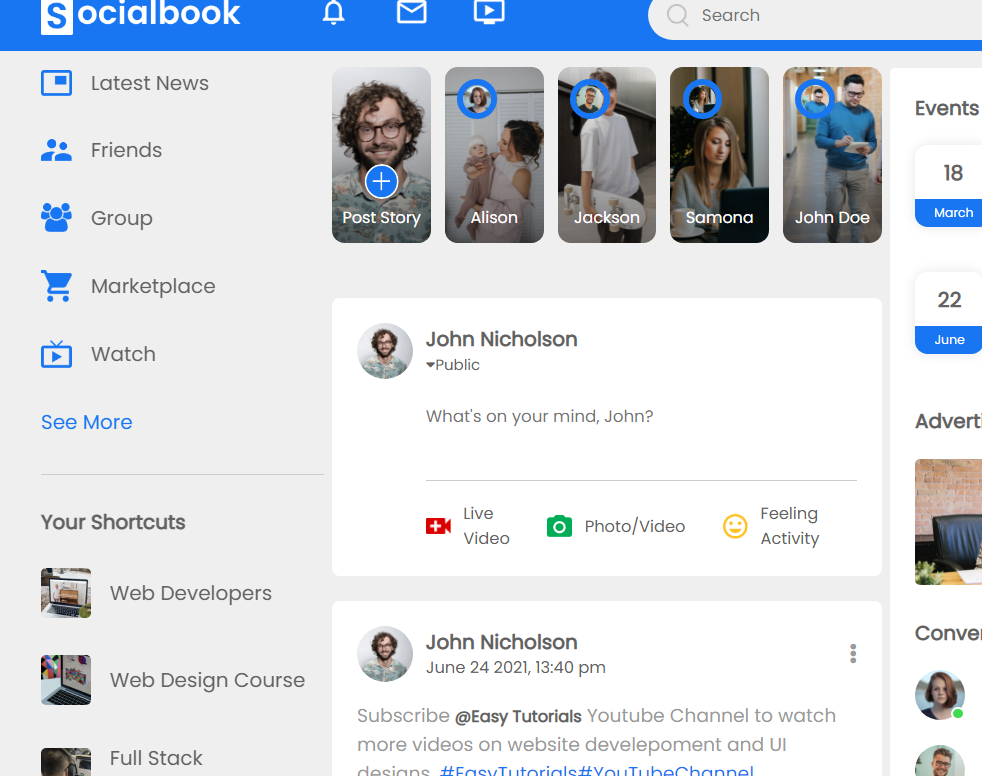 Socialbook
Search
Latest News
Friends
Group
Marketplace
Watch
See More
Your Shortcuts
Web Developers
Web Design Course
Full Stack
Post Story
Alison
Jackson
Samona
John Doe
John Nicholson
Public
What's on your mind, John?
Live
Video
Photo/Video
Feeling
Activity
John Nicholson
June 24 2021, 13:40 pm
Subscribe @Easy Tutorials Youtube Channel to watch
more videos on website develepoment and UI
designs. #EasyTutorials#YouTubeChannel
Events
18
March
22
June
Adverti
Conver